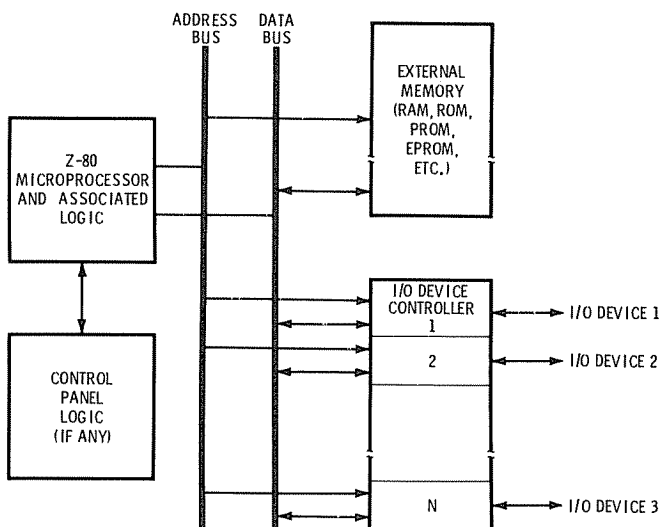 ADDRESS
BUS
DATA
BUS
EXTERNAL
MEMORY
(RAM, ROM,
PROM,
EPROM,
ETC.)
Z-80
MICROPROCESSOR
AND ASSOCIATED
LOGIC
CONTROL
PANEL
LOGIC
(IF ANY)
I/O DEVICE
CONTROLLER
1
I/O DEVICE 1
2
I/O DEVICE 2
N
I/O DEVICE 3